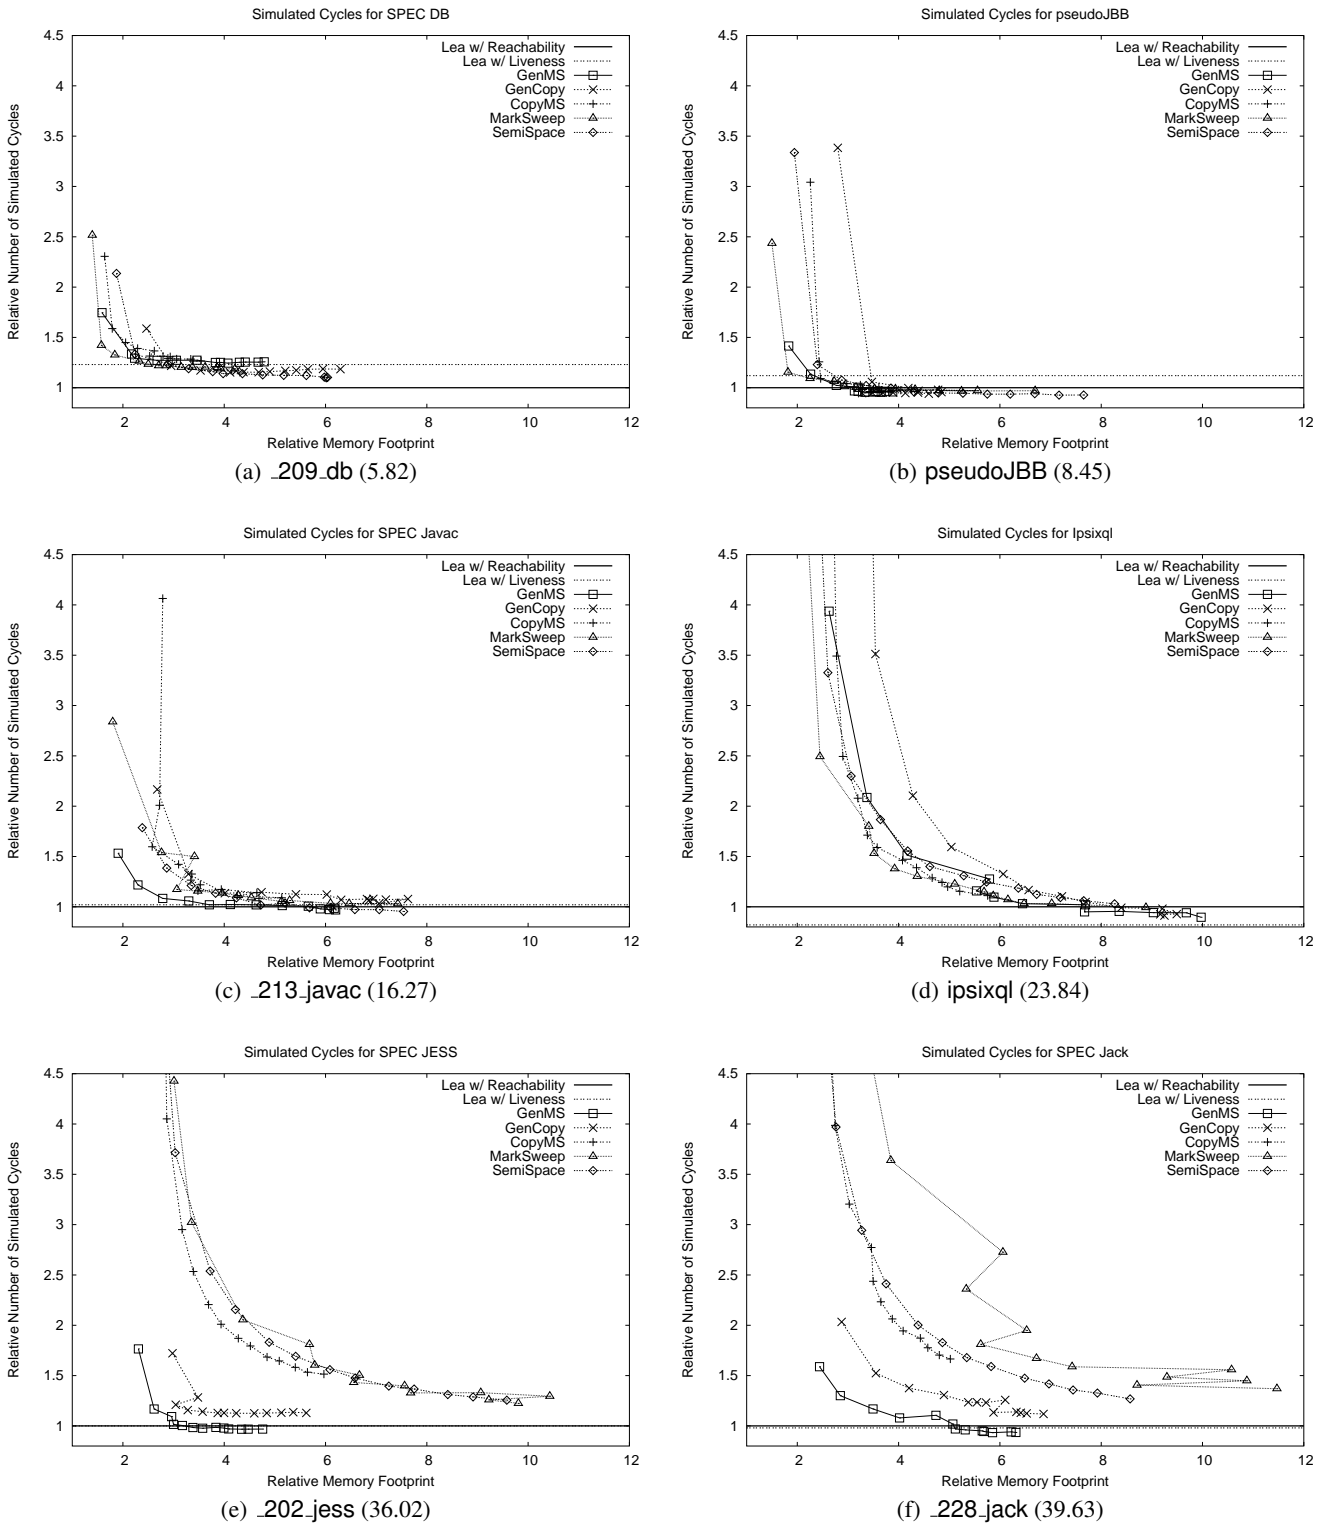 Simulated Cycles for SPEC DB
4.5
4
3.5
3
2.5
2
1.5
1
Relative Number of Simulated Cycles
Lea w/ Reachability
Lea w/ Liveness
GenMS
GenCopy
CopyMS
MarkSweep
SemiSpace
2 4 6 8 10 12
Relative Memory Footprint
(a) _209_db (5.82)
Simulated Cycles for pseudoJBB
4.5
4
3.5
3
2.5
2
1.5
1
Relative Number of Simulated Cycles
Lea w/ Reachability
Lea w/ Liveness
GenMS
GenCopy
CopyMS
MarkSweep
SemiSpace
2 4 6 8 10 12
Relative Memory Footprint
(b) pseudoJBB (8.45)
Simulated Cycles for SPEC Javac
4.5
4
3.5
3
2.5
2
1.5
1
Relative Number of Simulated Cycles
Lea w/ Reachability
Lea w/ Liveness
GenMS
GenCopy
CopyMS
MarkSweep
SemiSpace
2 4 6 8 10 12
Relative Memory Footprint
(c) _213_javac (16.27)
Simulated Cycles for Ipsixql
4.5
4
3.5
3
2.5
2
1.5
1
Relative Number of Simulated Cycles
Lea w/ Reachability
Lea w/ Liveness
GenMS
GenCopy
CopyMS
MarkSweep
SemiSpace
2 4 6 8 10 12
Relative Memory Footprint
(d) ipsixql (23.84)
Simulated Cycles for SPEC JESS
4.5
4
3.5
3
2.5
2
1.5
1
Relative Number of Simulated Cycles
Lea w/ Reachability
Lea w/ Liveness
GenMS
GenCopy
CopyMS
MarkSweep
SemiSpace
2 4 6 8 10 12
Relative Memory Footprint
(e) _202_jess (36.02)
Simulated Cycles for SPEC Jack
4.5
4
3.5
3
2.5
2
1.5
1
Relative Number of Simulated Cycles
Lea w/ Reachability
Lea w/ Liveness
GenMS
GenCopy
CopyMS
MarkSweep
SemiSpace
2 4 6 8 10 12
Relative Memory Footprint
(f) _228_jack (39.63)